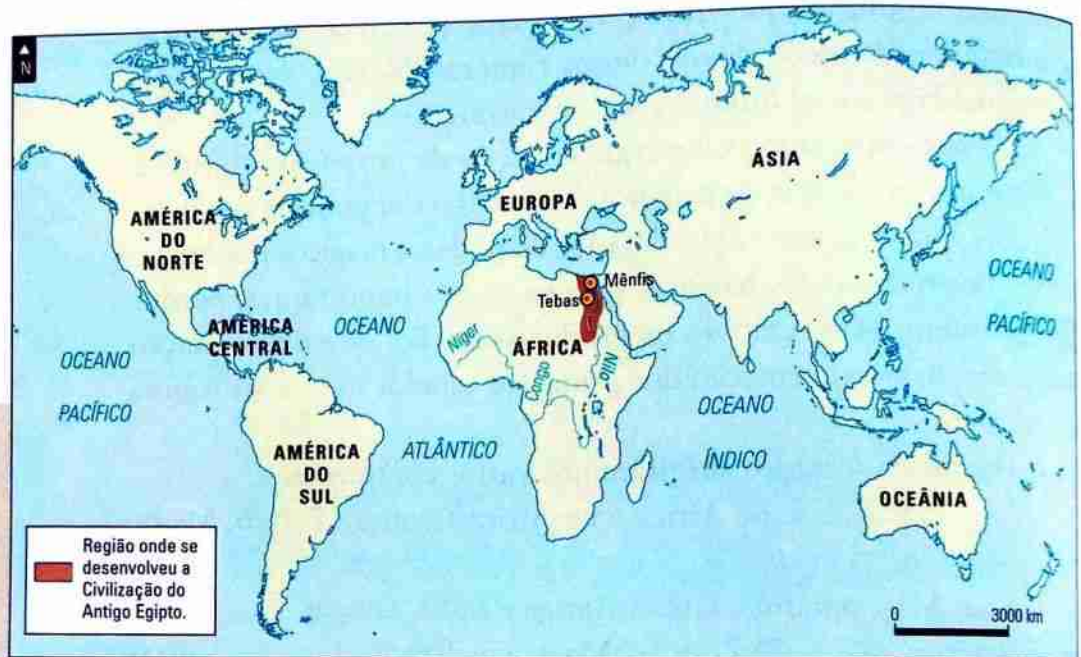 N
AMÉRICA
DO
NORTE
AMÉRICA
CENTRAL
AMÉRICA
DO
SUL
EUROPA
ÁSIA
ÁFRICA
OCEÂNIA
Mênfis
Tebas
Niger
Congo
Nilo
OCEANO
PACÍFICO
OCEANO
ATLÂNTICO
OCEANO
ÍNDICO
OCEANO
PACÍFICO
Região onde se
desenvolveu a
Civilização do
Antigo Egipto.
0 3000 km